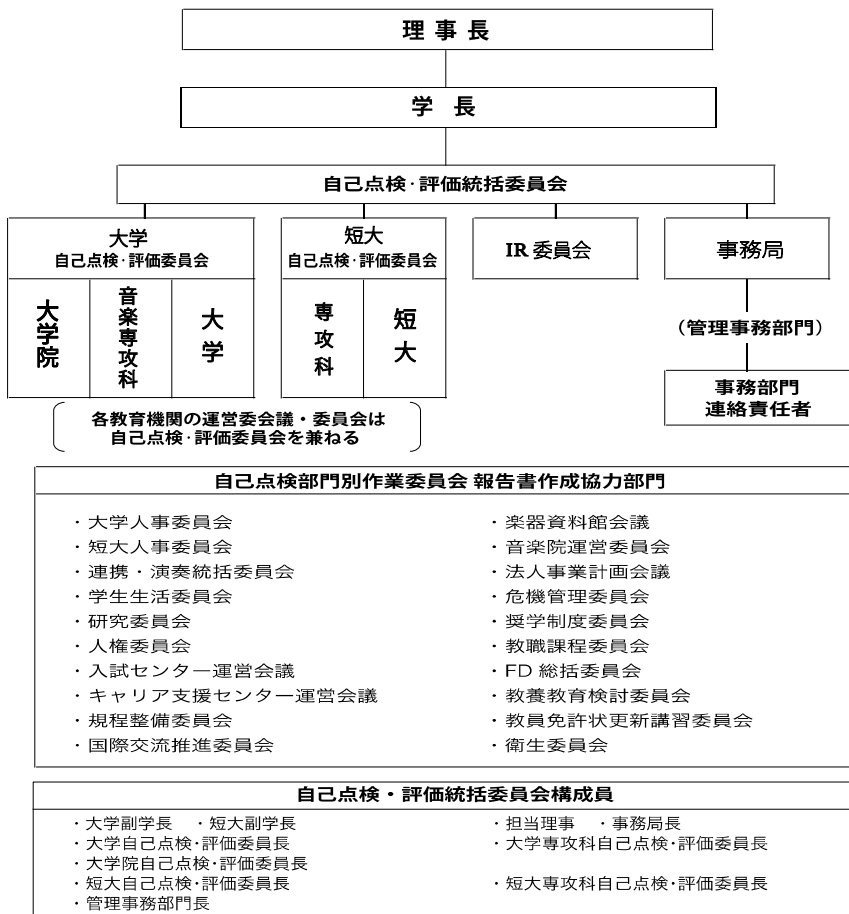 理事長
学長
自己点検・評価統括委員会
大学
自己点検・評価委員会
大学院
音楽専攻科
大学
短大
自己点検・評価委員会
専攻科
短大
IR 委員会
事務局
（管理事務部門）
事務部門
連絡責任者
各教育機関の運営委会議・委員会は
自己点検・評価委員会を兼ねる
自己点検部門別作業委員会 報告書作成協力部門
・大学人事委員会
・短大人事委員会
・連携・演奏統括委員会
・学生生活委員会
・研究委員会
・人権委員会
・入試センター運営会議
・キャリア支援センター運営会議
・規程整備委員会
・国際交流推進委員会
・楽器資料館会議
・音楽院運営委員会
・法人事業計画会議
・危機管理委員会
・奨学制度委員会
・教職課程委員会
・FD 総括委員会
・教養教育検討委員会
・教員免許状更新講習委員会
・衛生委員会
自己点検・評価統括委員会構成員
・大学副学長 ・短大副学長
・大学自己点検・評価委員長
・大学院自己点検・評価委員長
・短大自己点検・評価委員長
・管理事務部門長
・担当理事 ・事務局長
・大学専攻科自己点検・評価委員長
・短大専攻科自己点検・評価委員長